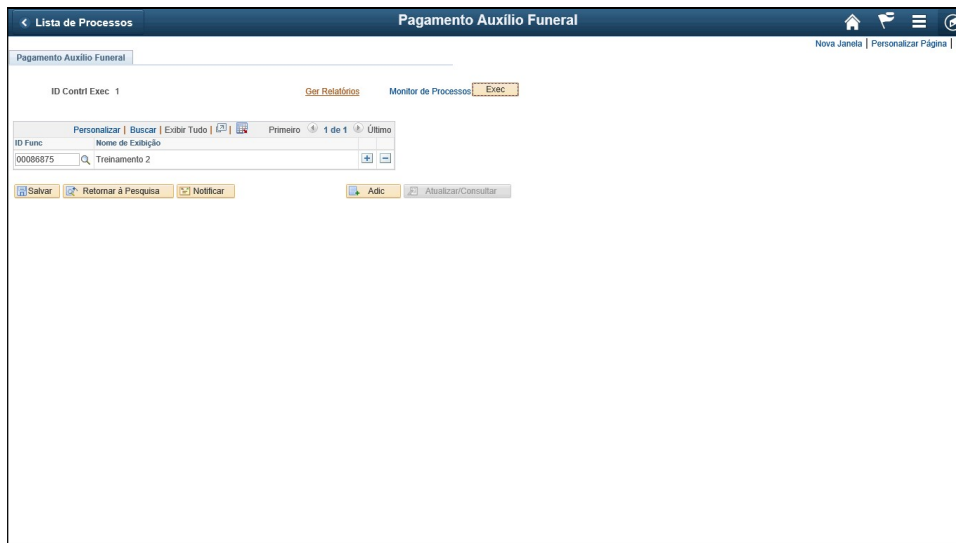 Lista de Processos
Pagamento Auxílio Funeral
Nova Janela | Personalizar Página |
Pagamento Auxílio Funeral
ID Contrl Exec 1 Ger Relatórios Monitor de Processos Exec
Personalizar | Buscar | Exibir Tudo | | Primeiro 1 de 1 Último
ID Func Nome de Exibição
00086875 Treinamento 2
Salvar Retornar à Pesquisa Notificar Adic Atualizar/Consultar